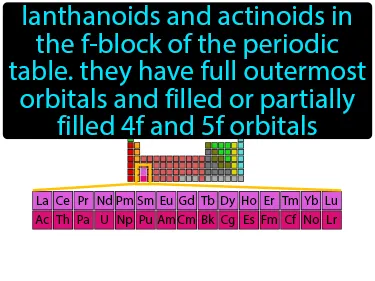 lanthanoids and actinoids in
the f-block of the periodic
table. they have full outermost
orbitals and filled or partially
filled 4f and 5f orbitals
La Ce Pr Nd Pm Sm Eu Gd Tb Dy Ho Er Tm Yb Lu
Ac Th Pa U Np Pu Am Cm Bk Cg Es Fm Cf No Lr